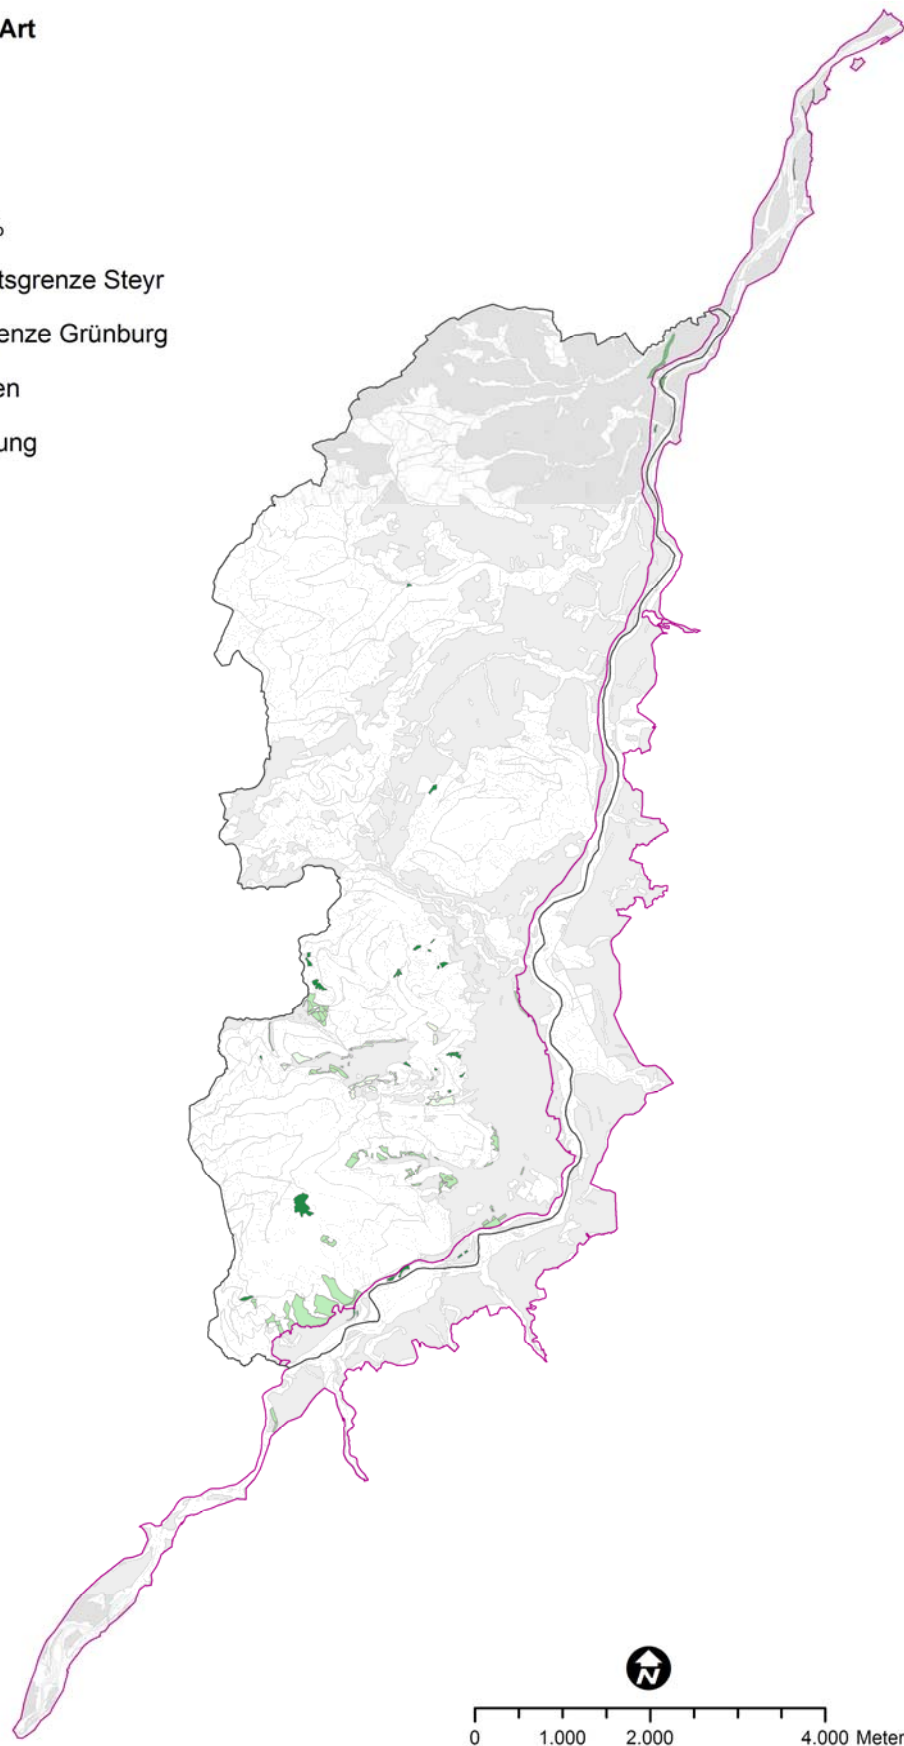 Art
%
tsgrenze Steyr
enze Grünburg
en
ung
N
0 1.000 2.000 4.000 Meter